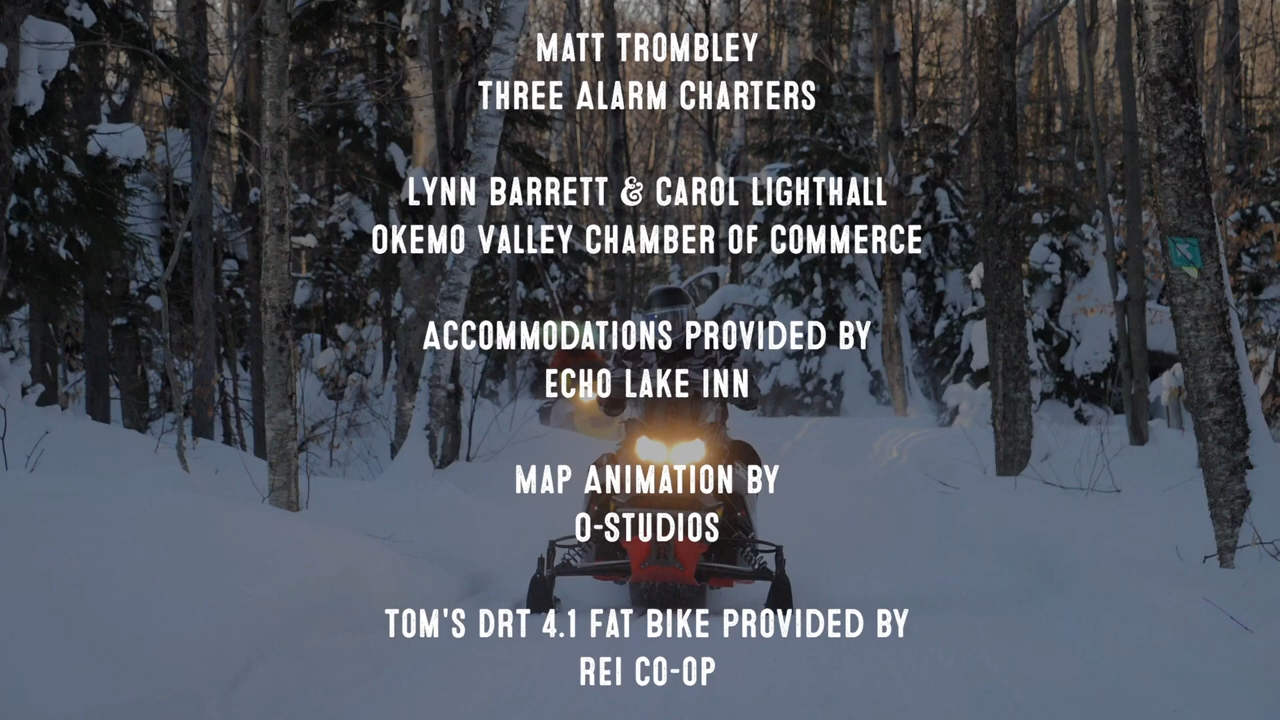 MATT TROMBLEY
THREE ALARM CHARTERS
LYNN BARRETT & CAROL LIGHTHALL
OKEMO VALLEY CHAMBER OF COMMERCE
ACCOMMODATIONS PROVIDED BY
ECHO LAKE INN
MAP ANIMATION BY
O-STUDIOS
TOM'S DRT 4.1 FAT BIKE PROVIDED BY
REI CO-OP